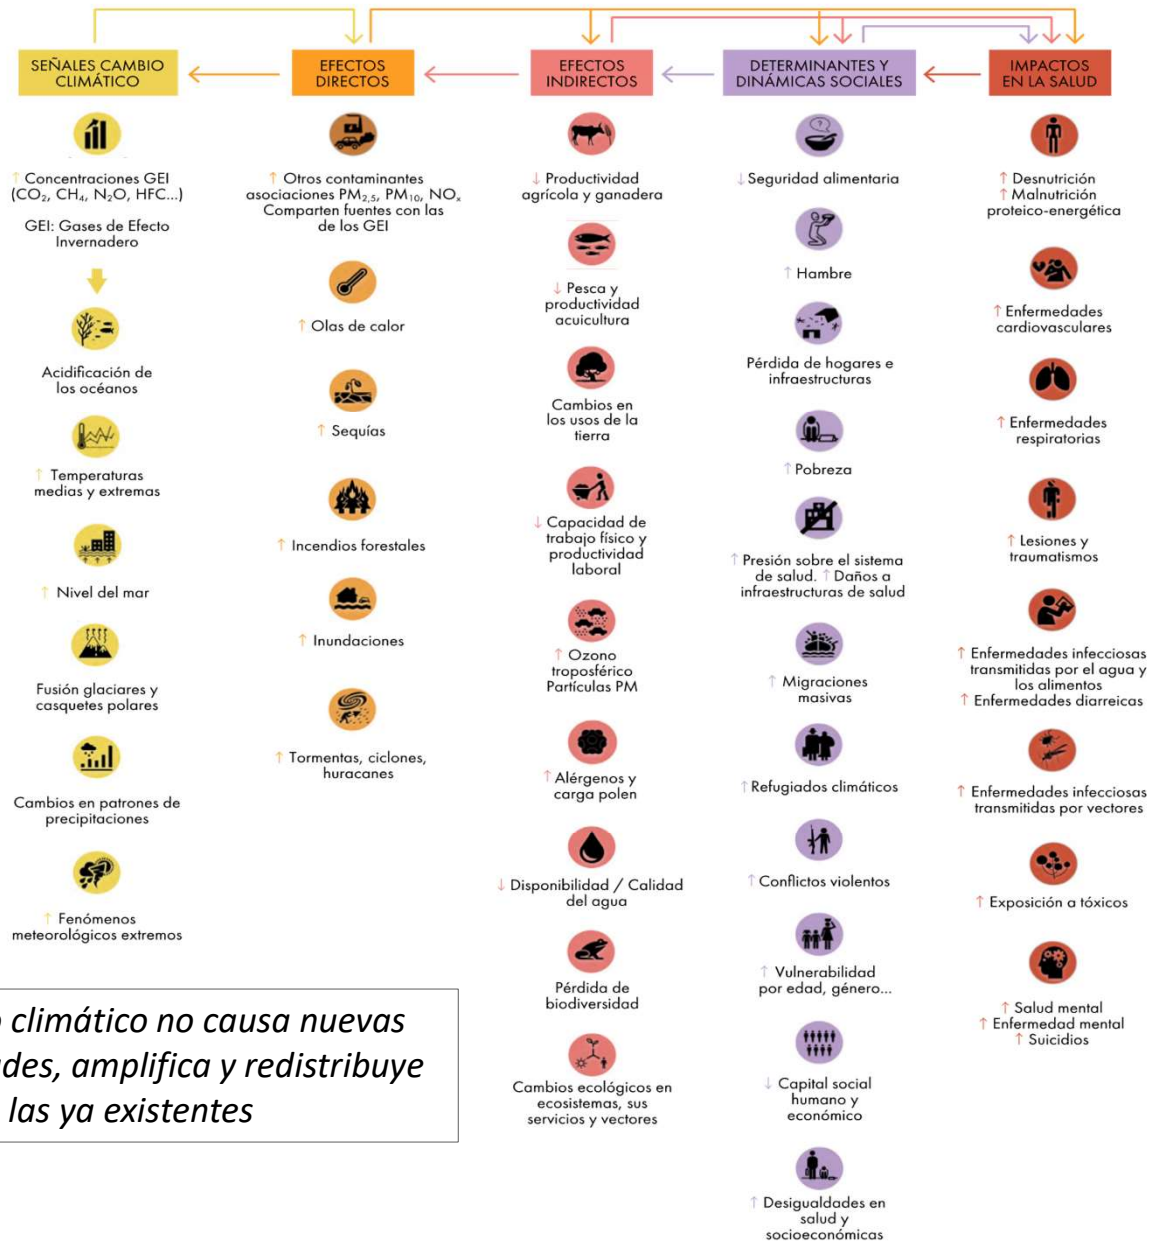 SEÑALES CAMBIO
CLIMÁTICO
↑ Concentraciones GEI
(CO₂, CH₄, N₂O, HFC...)
GEI: Gases de Efecto
Invernadero
Acidificación de
los océanos
↑ Temperaturas
medias y extremas
↑ Nivel del mar
Fusión glaciares y
casquetes polares
Cambios en patrones de
precipitaciones
↑ Fenómenos
meteorológicos extremos
EFECTOS
DIRECTOS
↑ Otros contaminantes
asociaciones PM₂,₅, PM₁₀, NOₓ
Comparten fuentes con las
de los GEI
↑ Olas de calor
↑ Sequías
↑ Incendios forestales
↑ Inundaciones
↑ Tormentas, ciclones,
huracanes
EFECTOS
INDIRECTOS
↓ Productividad
agrícola y ganadera
↓ Pesca y
productividad
acuicultura
Cambios en
los usos de la
tierra
↓ Capacidad de
trabajo físico y
productividad
laboral
↑ Ozono
troposférico
Partículas PM
↑ Alérgenos y
carga polen
↓ Disponibilidad / Calidad
del agua
Pérdida de
biodiversidad
Cambios ecológicos en
ecosistemas, sus
servicios y vectores
DETERMINANTES Y
DINÁMICAS SOCIALES
?
↓ Seguridad alimentaria
↑ Hambre
Pérdida de hogares e
infraestructuras
↑ Pobreza
↑ Presión sobre el sistema
de salud. ↑ Daños a
infraestructuras de salud
↑ Migraciones
masivas
↑ Refugiados climáticos
↑ Conflictos violentos
↑ Vulnerabilidad
por edad, género...
↓ Capital social
humano y
económico
↑ Desigualdades en
salud y
socioeconómicas
IMPACTOS
EN LA SALUD
↑ Desnutrición
↑ Malnutrición
proteico-energética
↑ Enfermedades
cardiovasculares
↑ Enfermedades
respiratorias
↑ Lesiones y
traumatismos
↑ Enfermedades infecciosas
transmitidas por el agua y
los alimentos
↑ Enfermedades diarreicas
↑ Enfermedades infecciosas
transmitidas por vectores
↑ Exposición a tóxicos
↑ Salud mental
↑ Enfermedad mental
↑ Suicidios
climático no causa nuevas
amplifica y redistribuye
las ya existentes